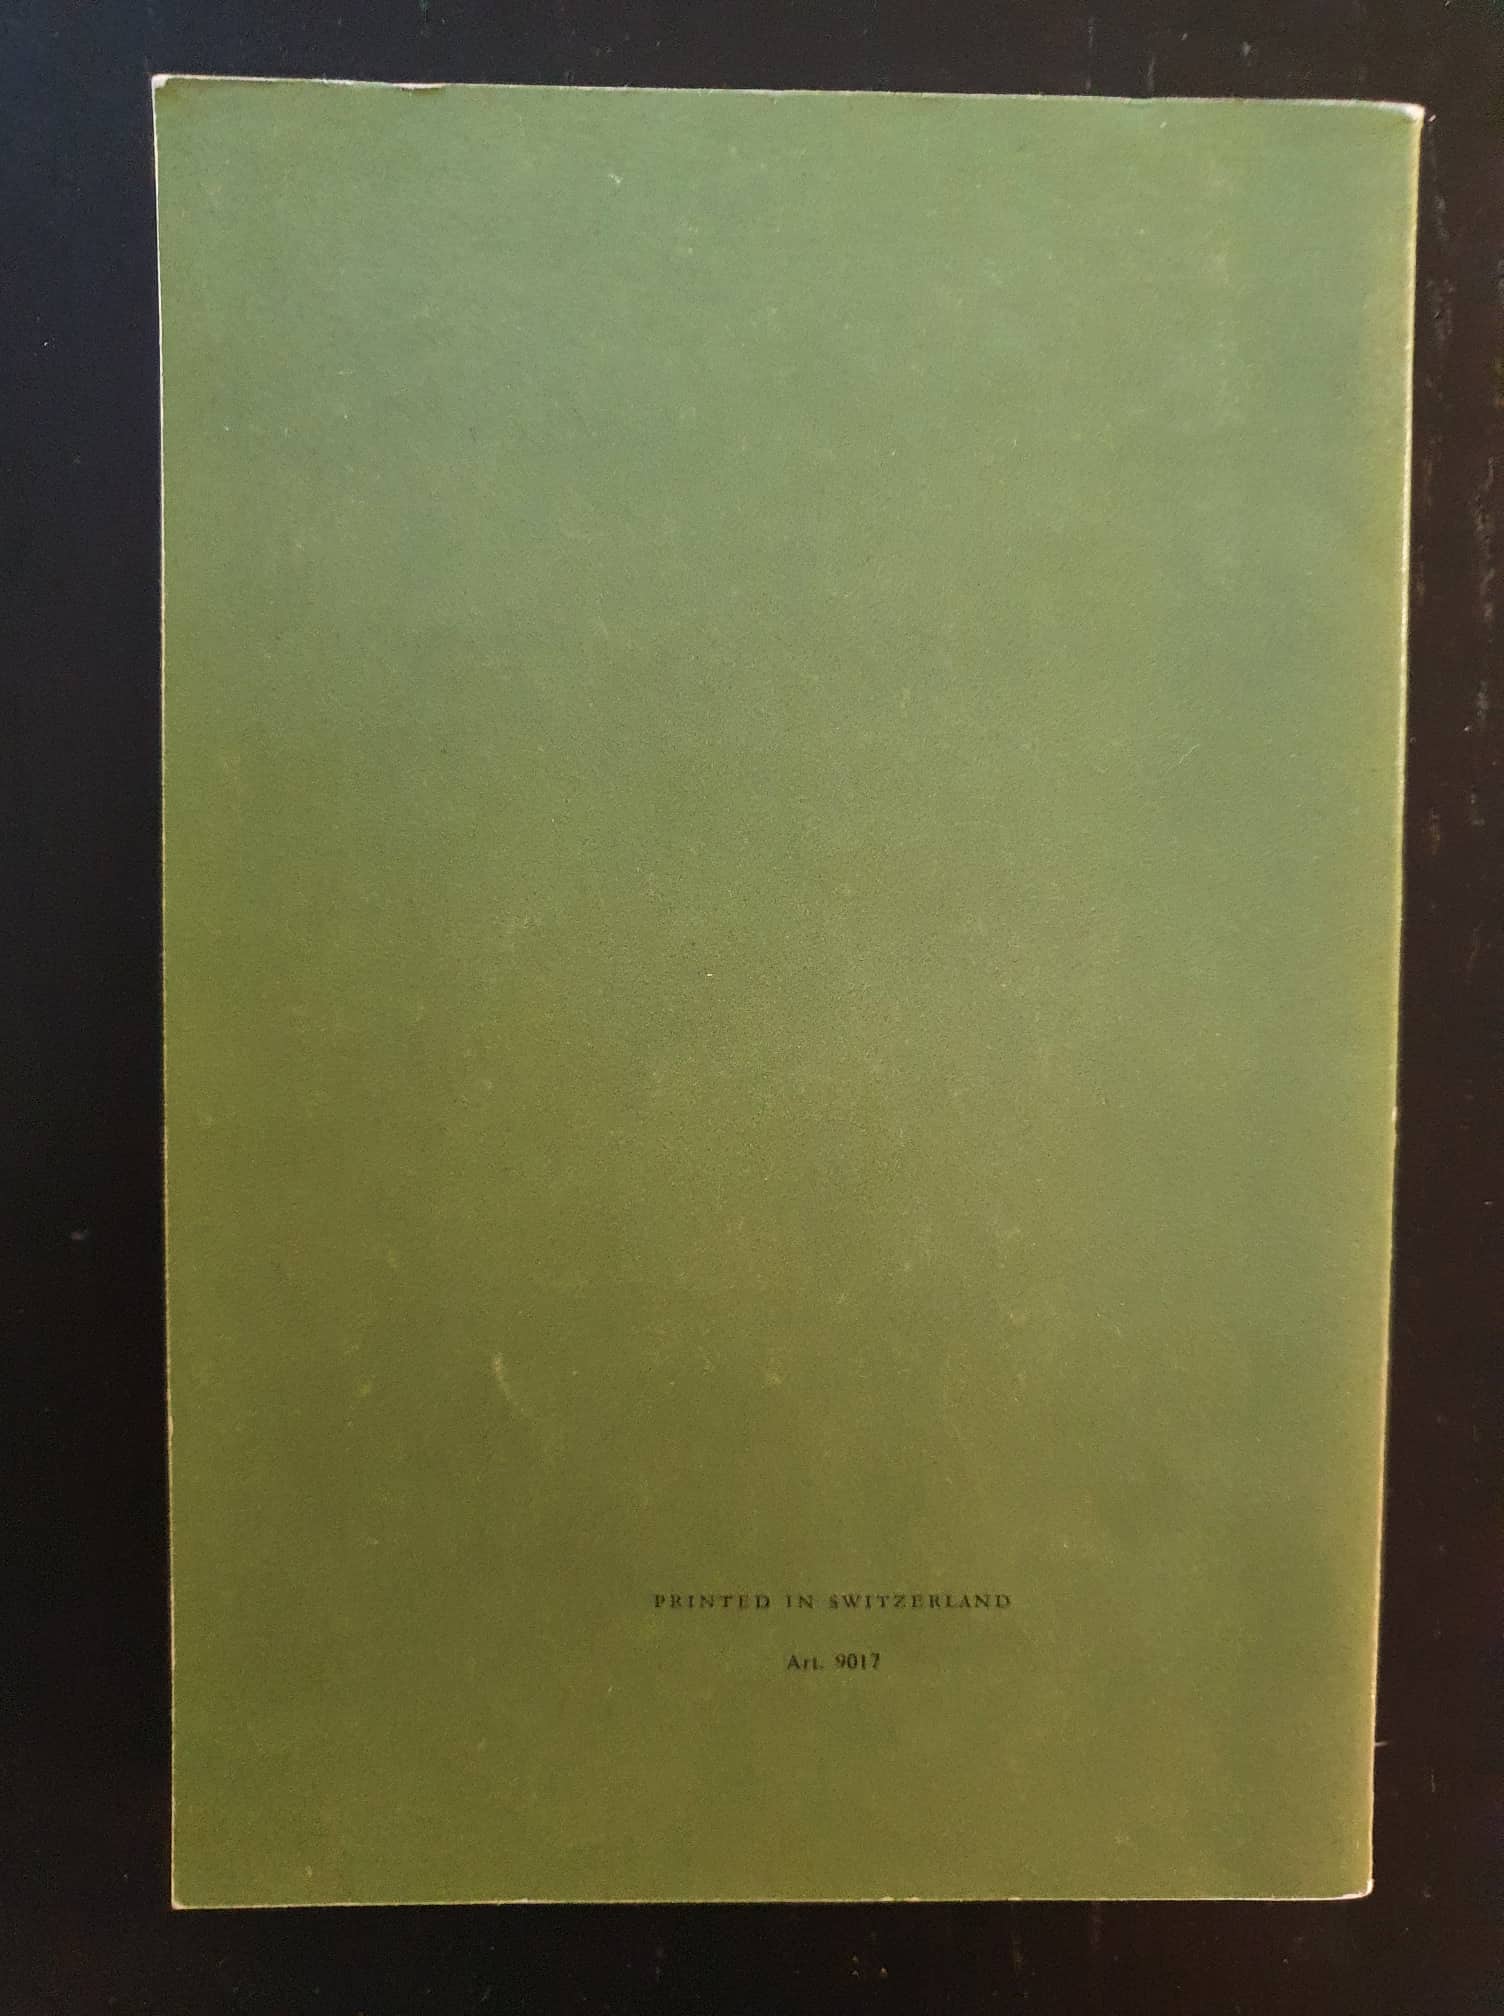 PRINTED IN SWITZERLAND
Art. 9017